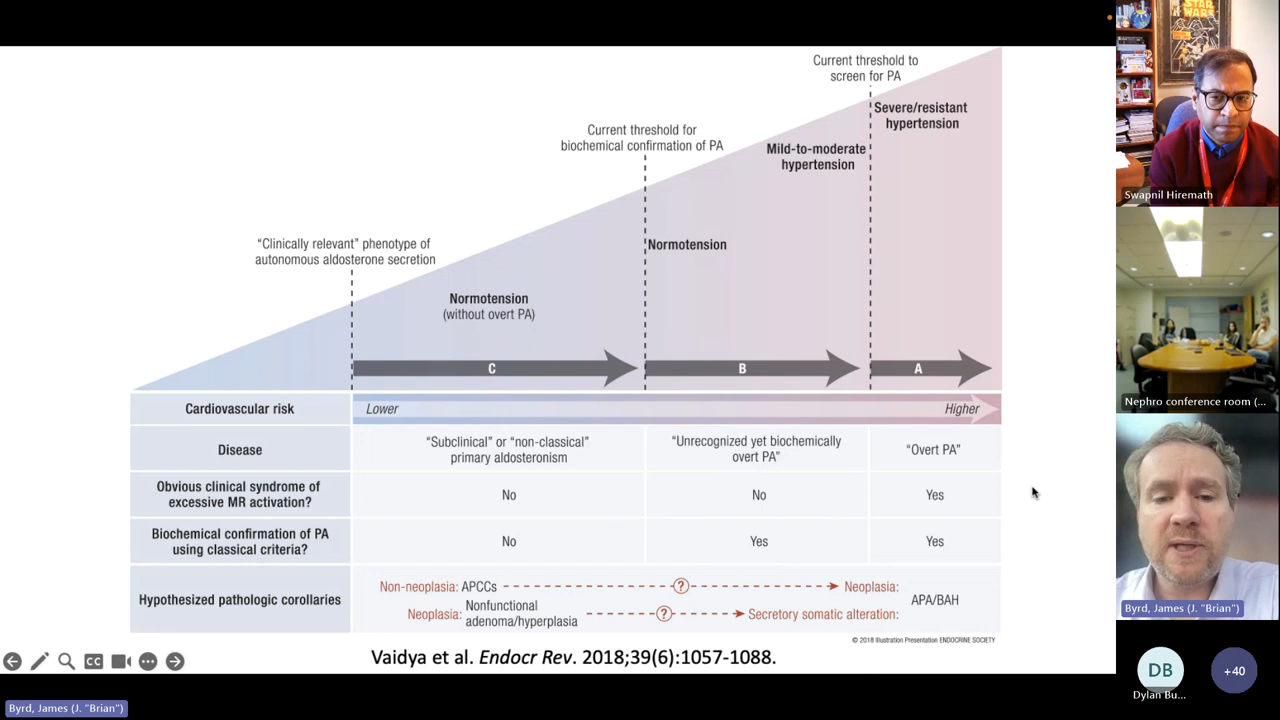 Current threshold to
screen for PA
Severe/resistant
hypertension
Current threshold for
biochemical confirmation of PA
Mild-to-moderate
hypertension
“Clinically relevant” phenotype of
autonomous aldosterone secretion
Normotension
Normotension
(without overt PA)
C
B
A
Cardiovascular risk
Lower
Higher
Disease
“Subclinical” or “non-classical”
primary aldosteronism
“Unrecognized yet biochemically
overt PA”
“Overt PA”
Obvious clinical syndrome of
excessive MR activation?
No
No
Yes
Biochemical confirmation of PA
using classical criteria?
No
Yes
Yes
Hypothesized pathologic corollaries
Non-neoplasia: APCCs
?
Neoplasia:
Neoplasia: Nonfunctional
adenoma/hyperplasia
?
Secretory somatic alteration:
APA/BAH
© 2018 Illustration Presentation ENDOCRINE SOCIETY
Vaidya et al. Endocr Rev. 2018;39(6):1057-1088.
CC
Byrd, James (J. "Brian")
STAR
WARS
Swapnil Hiremath
Nephro conference room (...
Byrd, James (J. "Brian")
DB
Dylan Bu...
+40